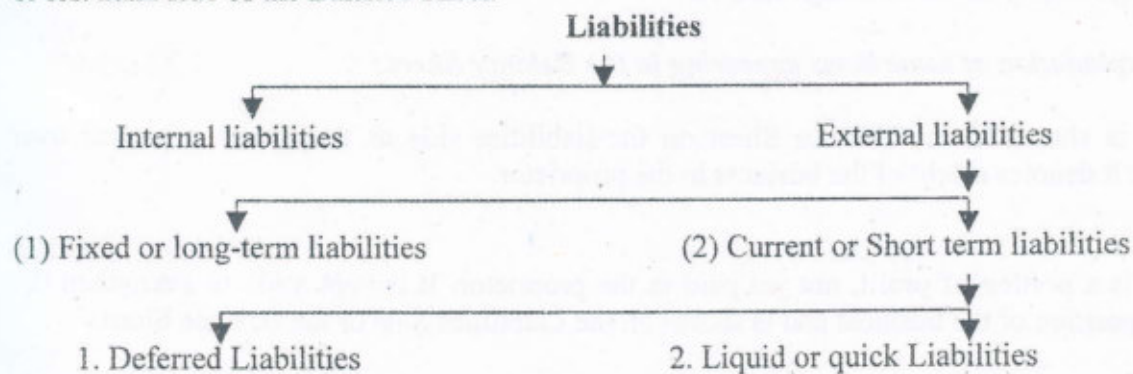 Liabilities
Internal liabilities External liabilities
(1) Fixed or long-term liabilities (2) Current or Short term liabilities
1. Deferred Liabilities 2. Liquid or quick Liabilities